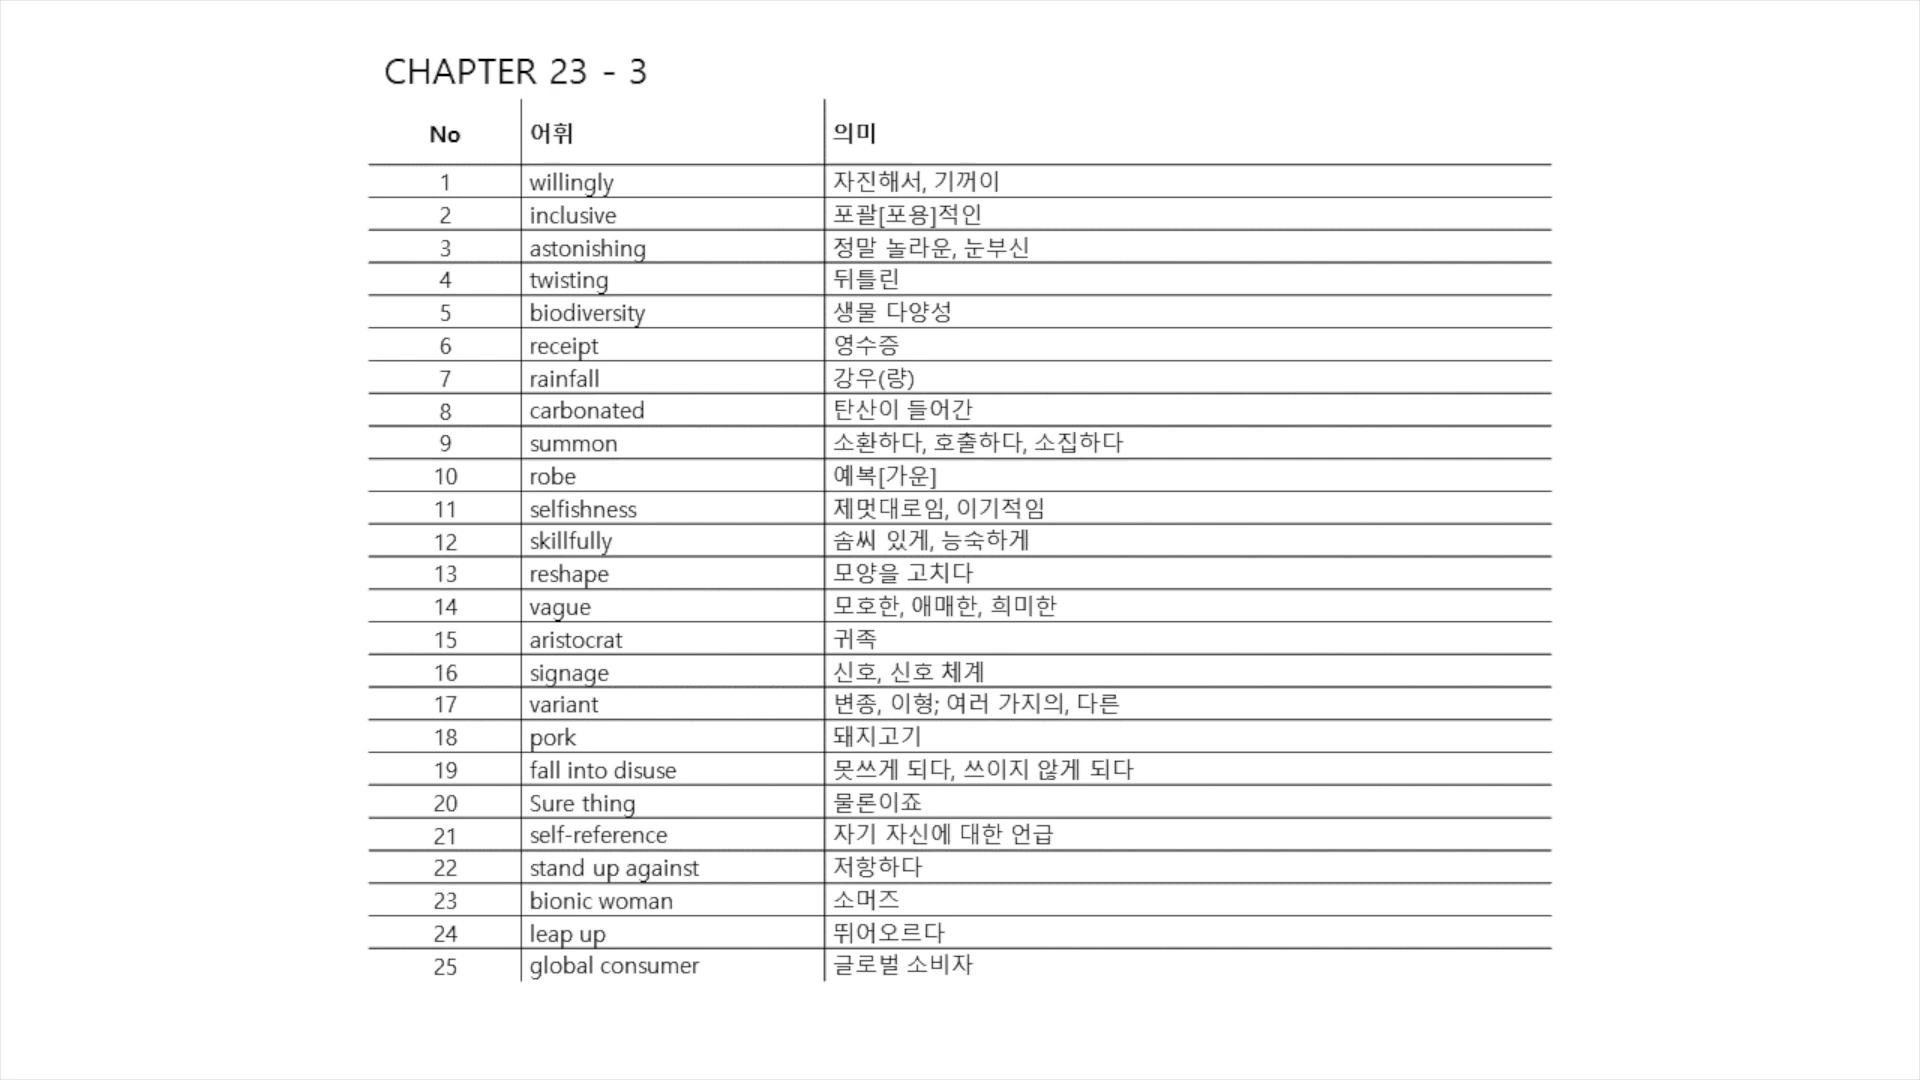 CHAPTER 23 - 3
No 어휘 의미
1 willingly 자진해서, 기꺼이
2 inclusive 포괄[포용]적인
3 astonishing 정말 놀라운, 눈부신
4 twisting 뒤틀린
5 biodiversity 생물 다양성
6 receipt 영수증
7 rainfall 강우(량)
8 carbonated 탄산이 들어간
9 summon 소환하다, 호출하다, 소집하다
10 robe 예복[가운]
11 selfishness 제멋대로임, 이기적임
12 skillfully 솜씨 있게, 능숙하게
13 reshape 모양을 고치다
14 vague 모호한, 애매한, 희미한
15 aristocrat 귀족
16 signage 신호, 신호 체계
17 variant 변종, 이형; 여러 가지의, 다른
18 pork 돼지고기
19 fall into disuse 못쓰게 되다, 쓰이지 않게 되다
20 Sure thing 물론이죠
21 self-reference 자기 자신에 대한 언급
22 stand up against 저항하다
23 bionic woman 소머즈
24 leap up 뛰어오르다
25 global consumer 글로벌 소비자